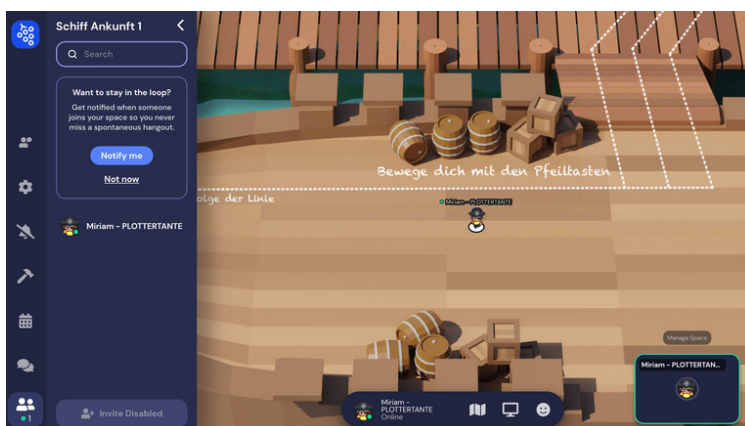 Schiff Ankunft 1
Search
Want to stay in the loop?
Get notified when someone
joins your space so you never
miss a spontaneous hangout.
Notify me
Not now
Miriam - PLOTTERTANTE
1
Invite Disabled
Bewege dich mit den Pfeiltasten
olge der Linie
Miriam - PLOTTERTANTE
Manage Space
Miriam - PLOTTERTAN...
Miriam -
PLOTTERTANTE
Online